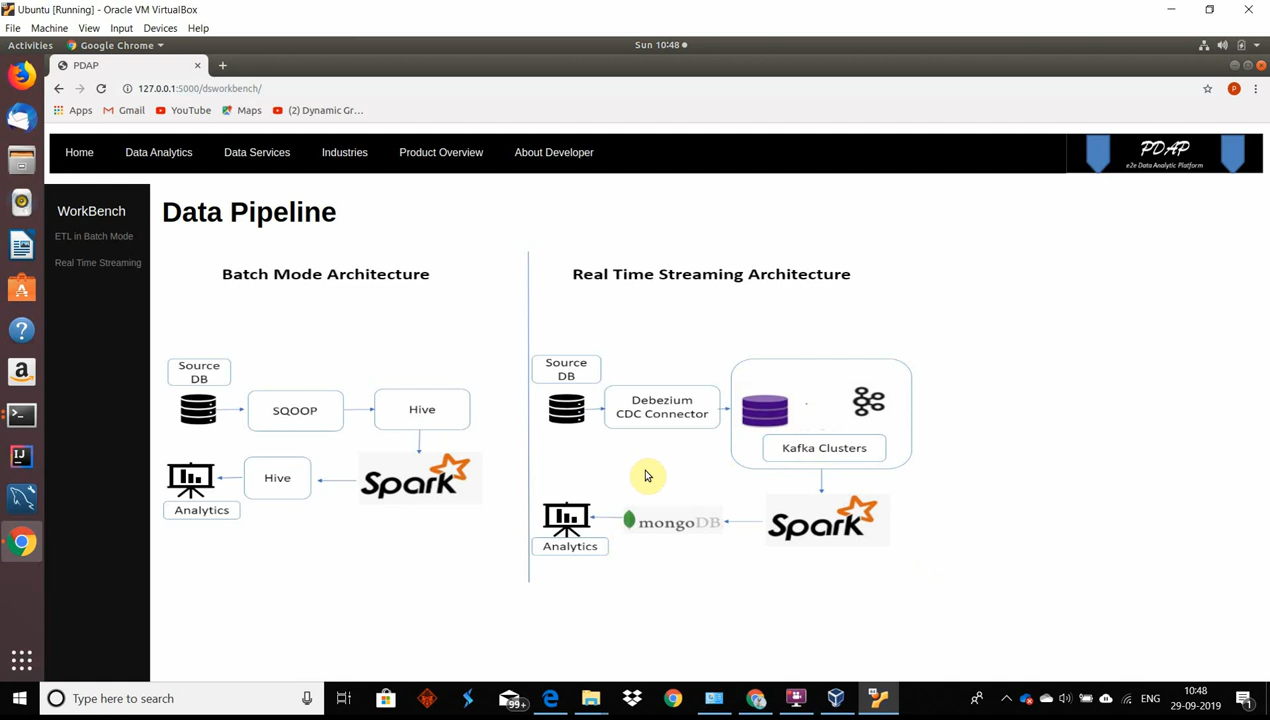 Ubuntu [Running] - Oracle VM VirtualBox
File Machine View Input Devices Help
Activities Google Chrome Sun 10:48
PDAP
127.0.0.1:5000/dsworkbench/
P
Apps Gmail YouTube Maps (2) Dynamic Gr…
Home Data Analytics Data Services Industries Product Overview About Developer
PDAP
e2e Data Analytic Platform
WorkBench
ETL in Batch Mode
Real Time Streaming
Data Pipeline
Batch Mode Architecture
Source
DB
SQOOP
Hive
Spark
Hive
Analytics
Real Time Streaming Architecture
Source
DB
Debezium
CDC Connector
Kafka Clusters
Spark
mongoDB
Analytics
Type here to search
99+
ENG
10:48
29-09-2019
1